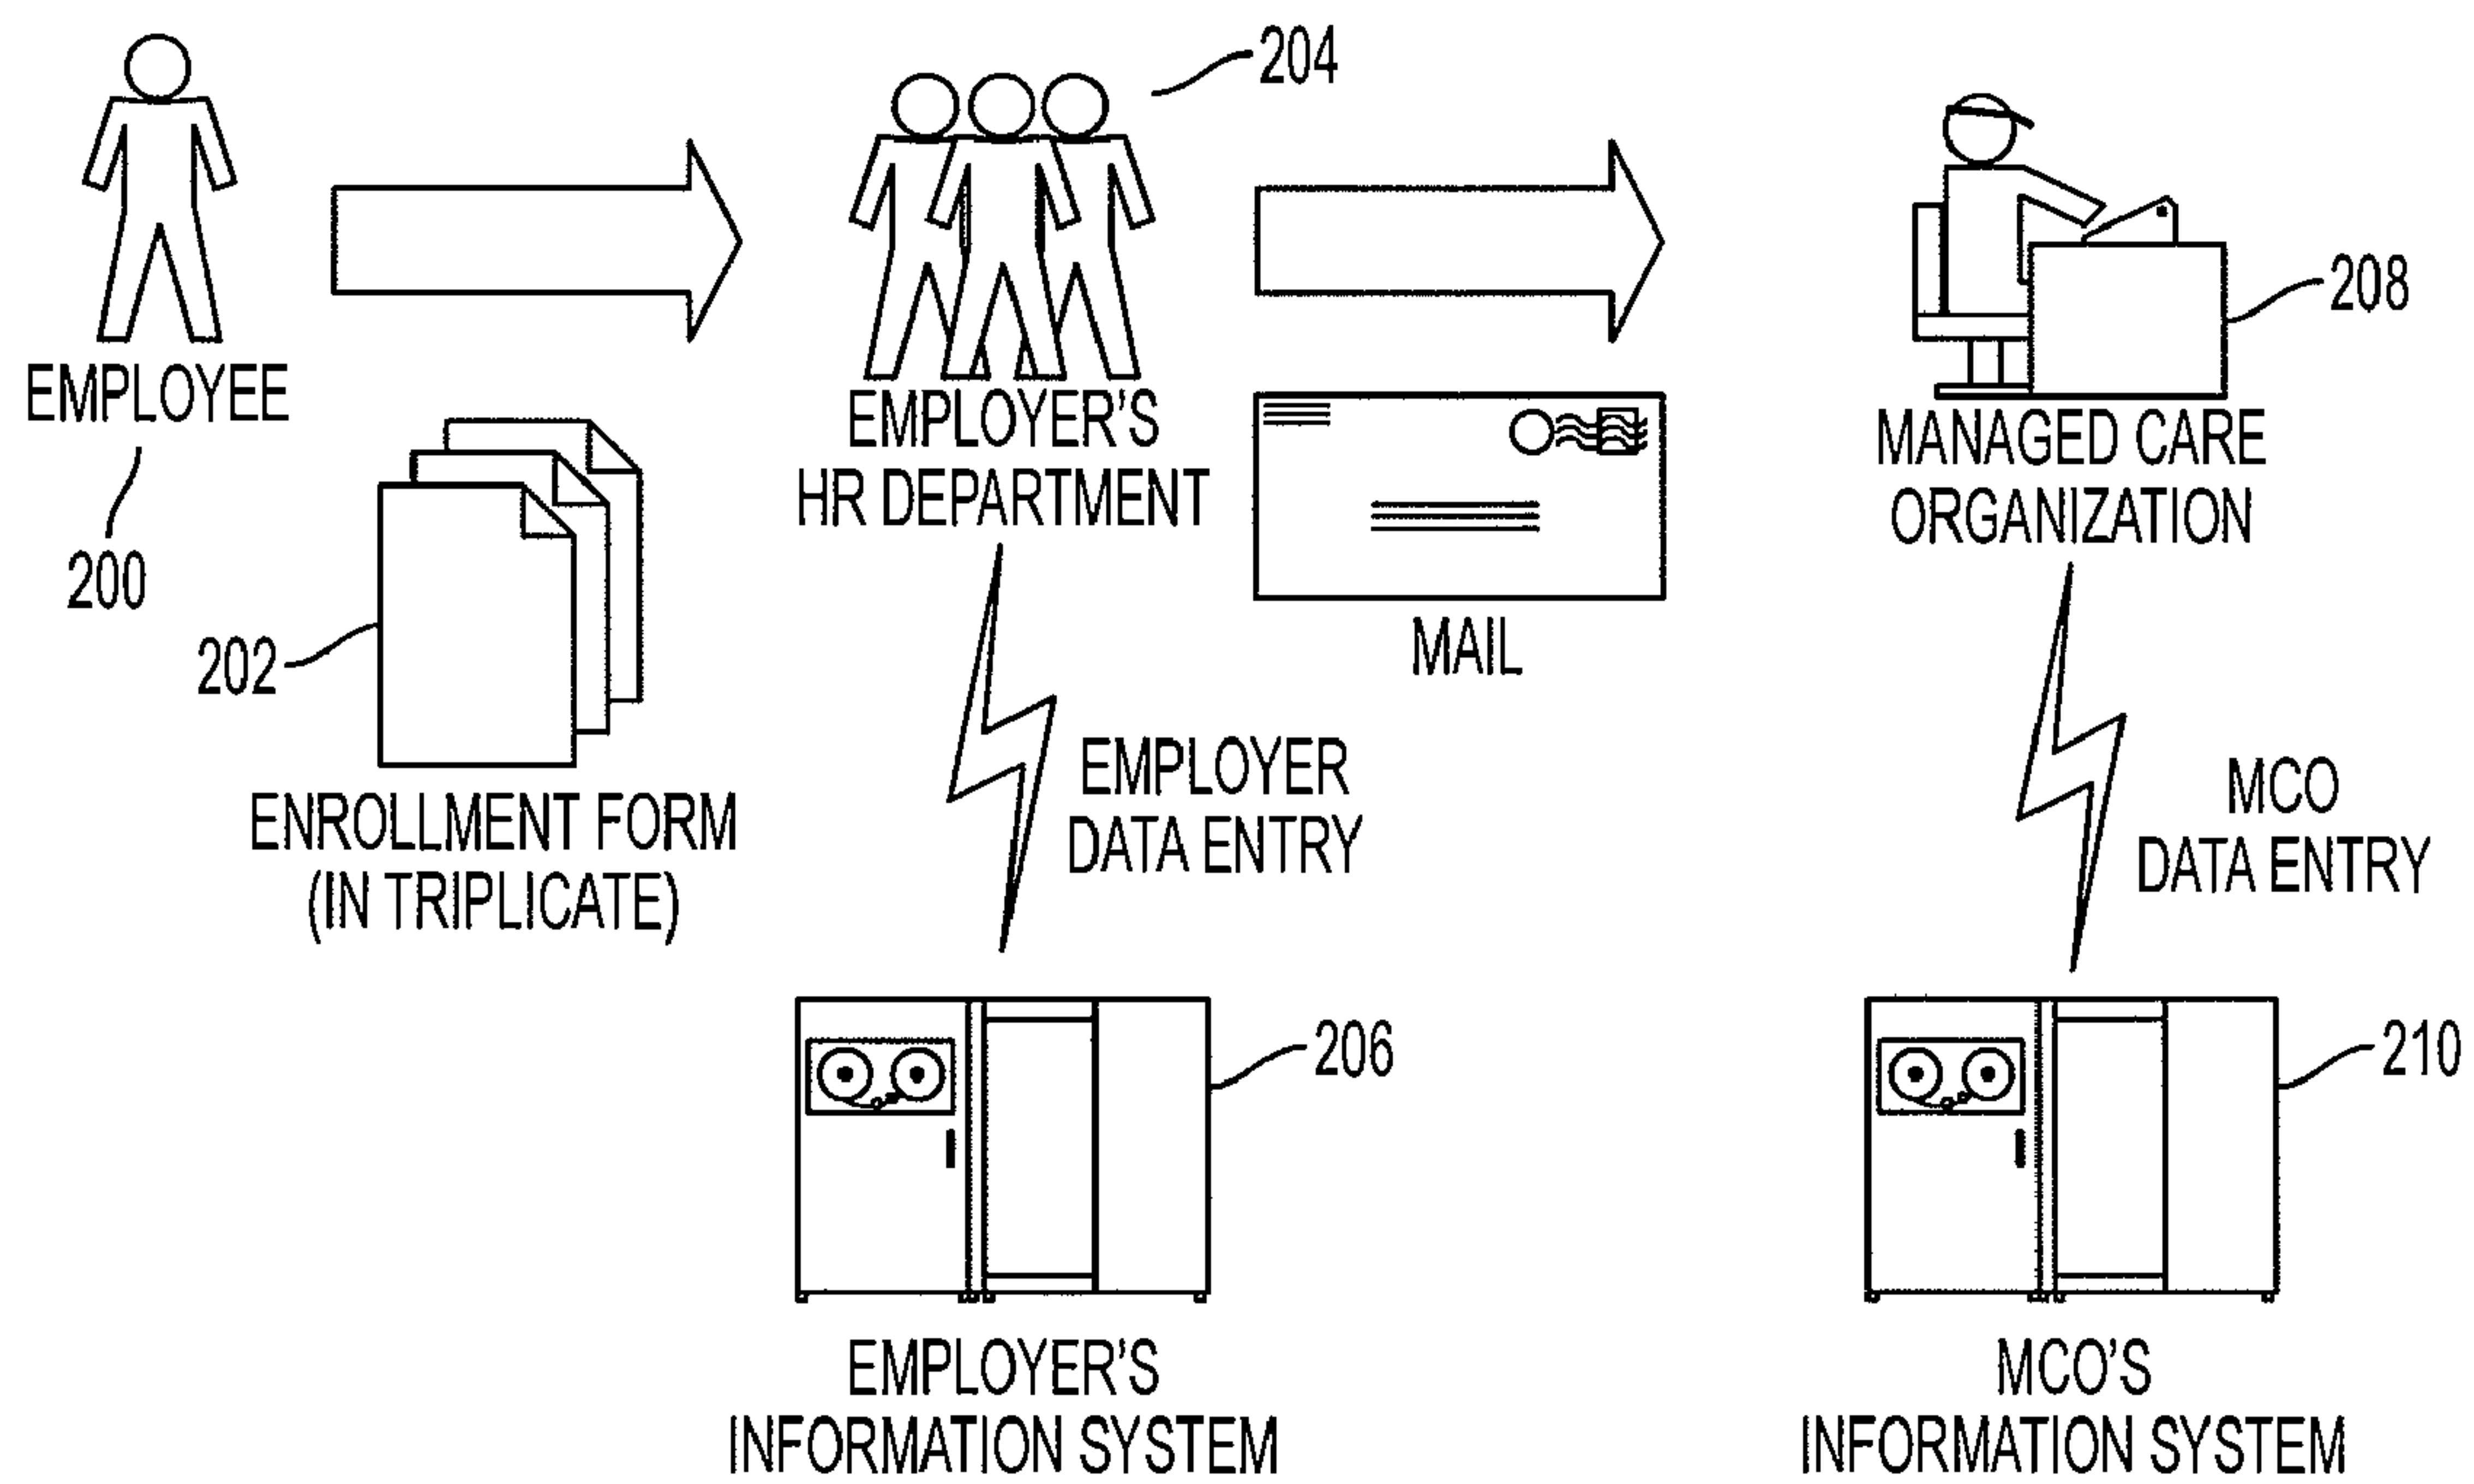 204
EMPLOYEE
200
202
ENROLLMENT FORM
(IN TRIPLICATE)
EMPLOYER'S
HR DEPARTMENT
MAIL
208
MANAGED CARE
ORGANIZATION
EMPLOYER
DATA ENTRY
MCO
DATA ENTRY
206
EMPLOYER'S
INFORMATION SYSTEM
210
MCO'S
INFORMATION SYSTEM